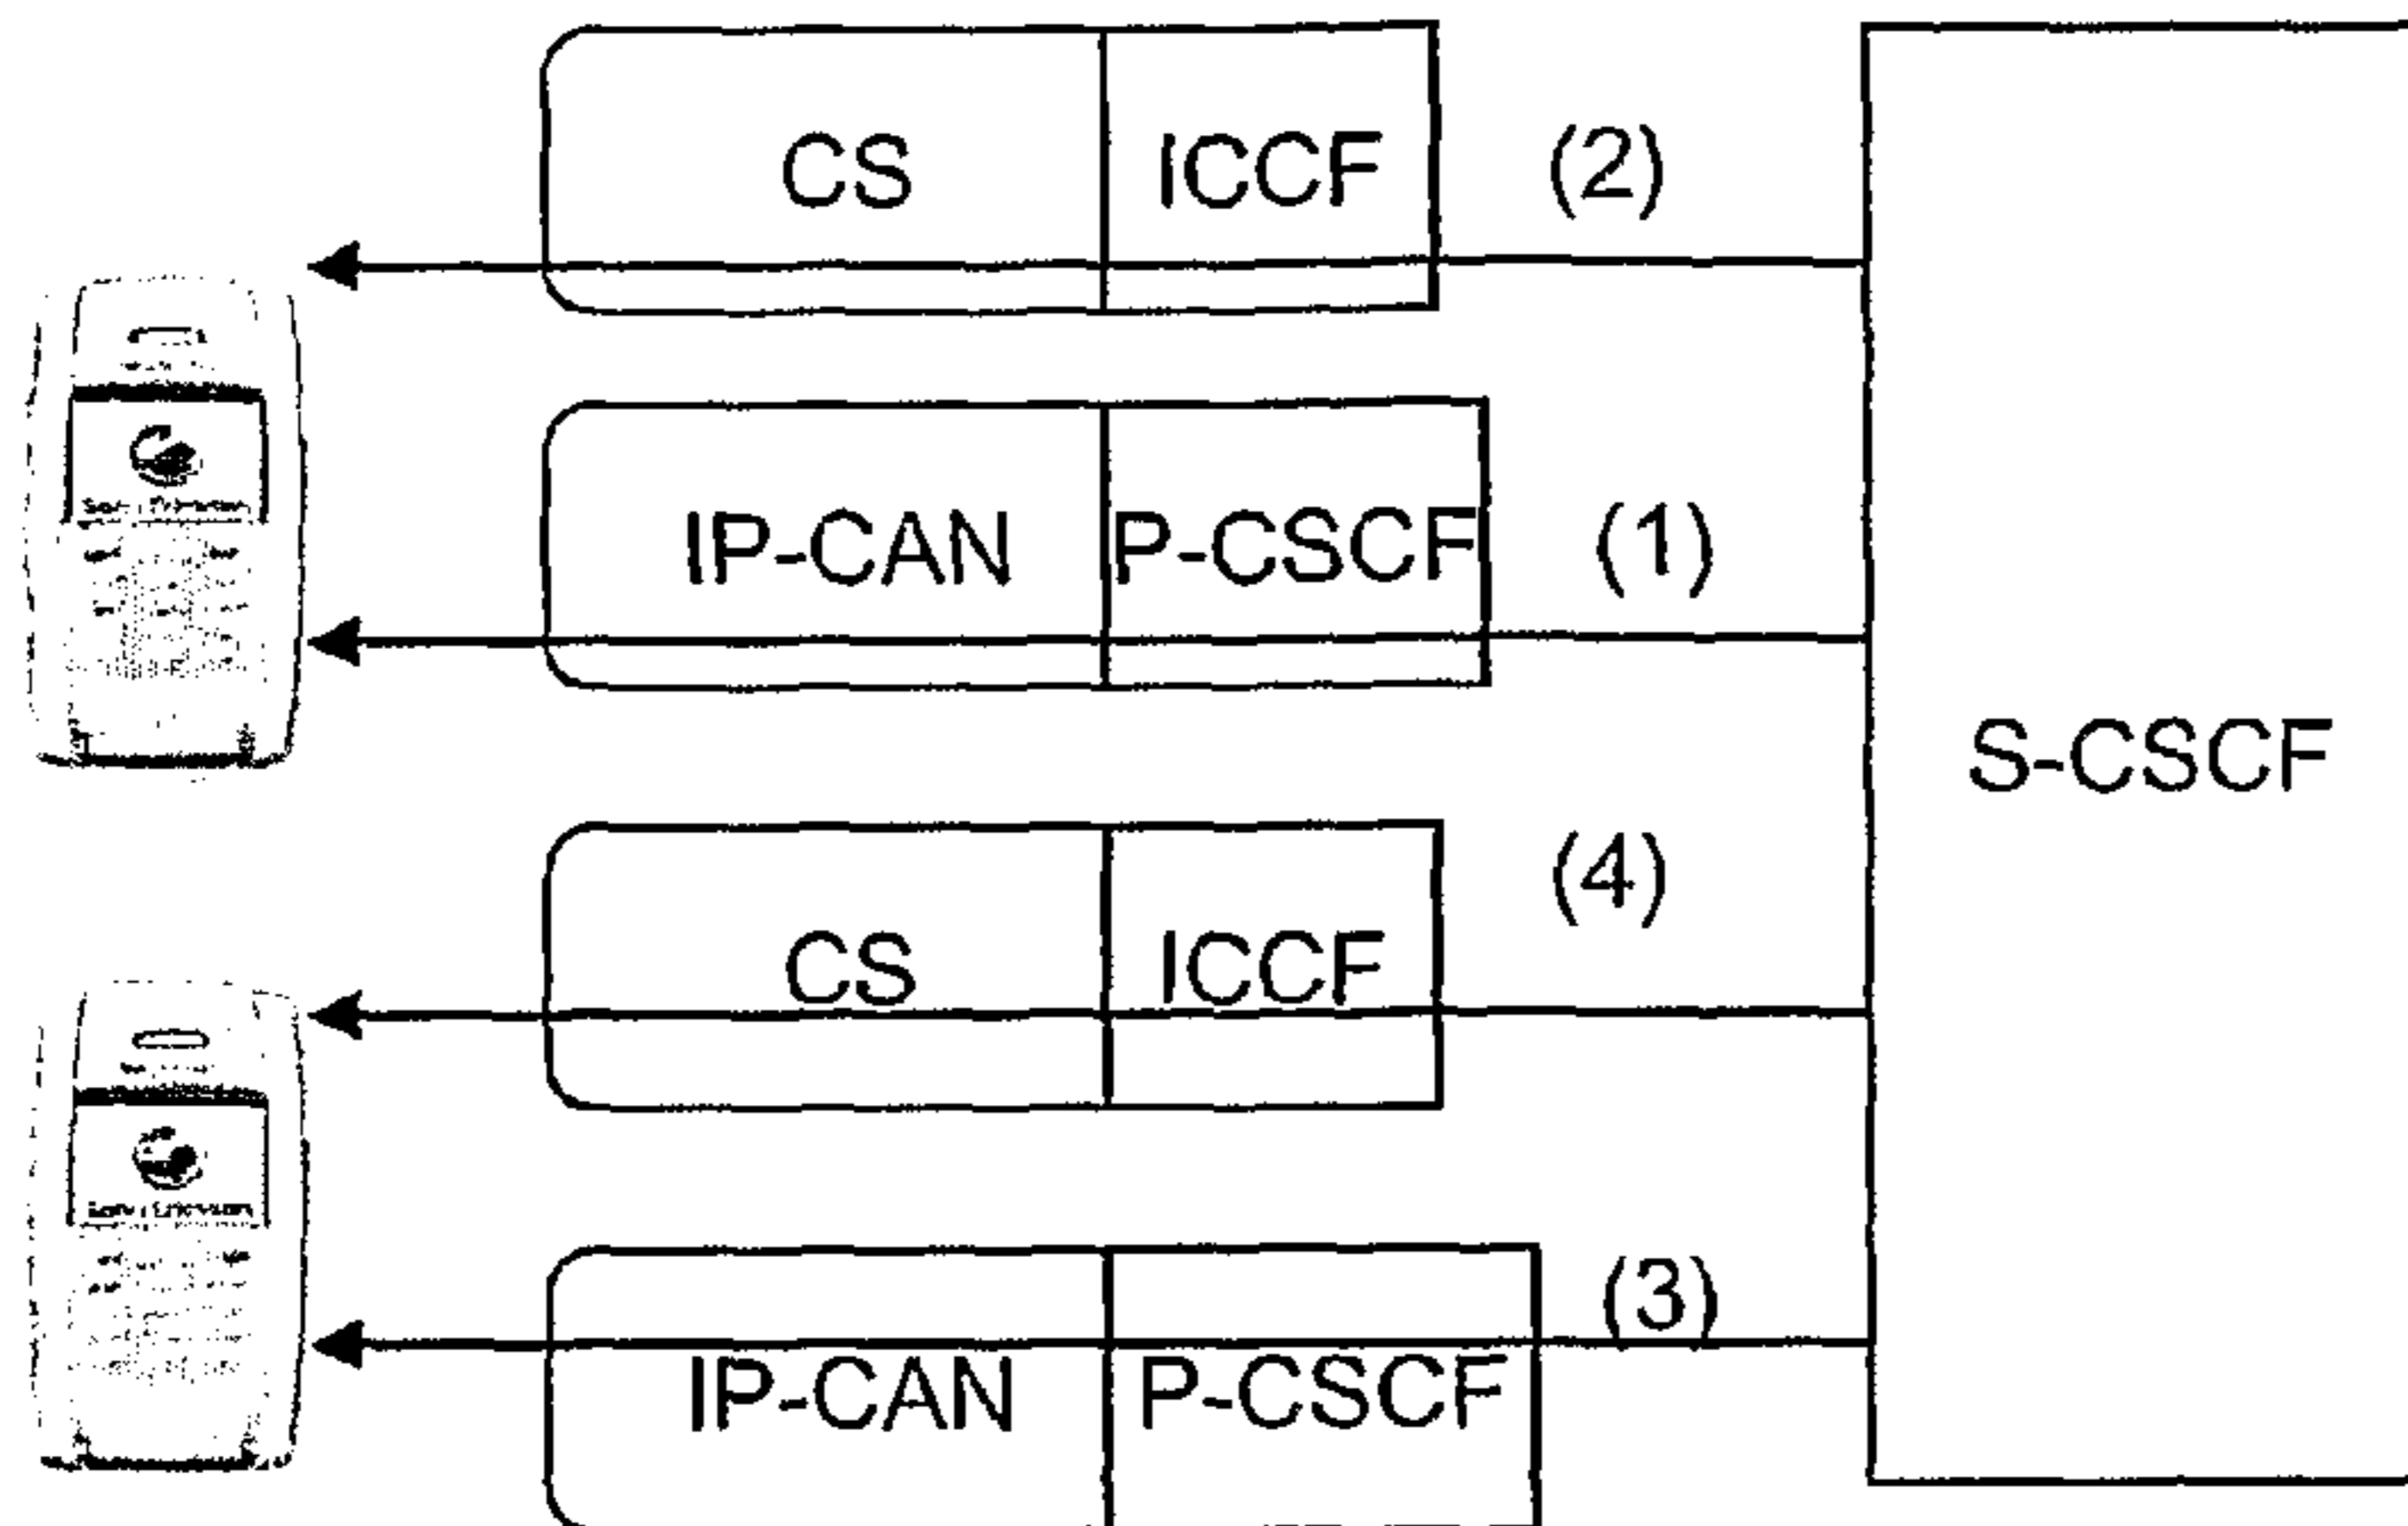 CS ICCF (2)
IP-CAN P-CSCF (1)
S-CSCF
CS ICCF (4)
IP-CAN P-CSCF (3)